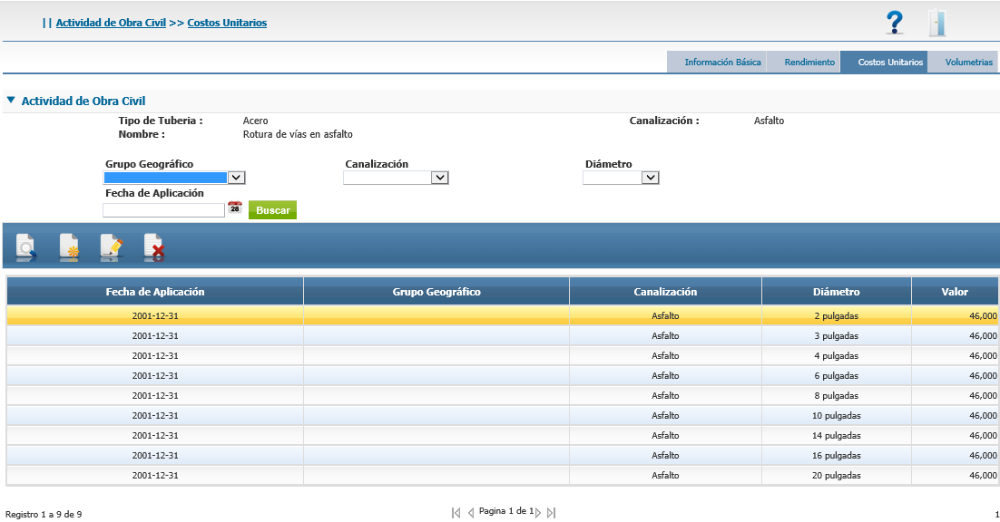 || Actividad de Obra Civil >> Costos Unitarios
?
Información Básica Rendimiento Costos Unitarios Volumetrias
Actividad de Obra Civil
Tipo de Tuberia : Acero Canalización : Asfalto
Nombre : Rotura de vías en asfalto
Grupo Geográfico Canalización Diámetro
Fecha de Aplicación
28 Buscar
Fecha de Aplicación Grupo Geográfico Canalización Diámetro Valor
2001-12-31 Asfalto 2 pulgadas 46,000
2001-12-31 Asfalto 3 pulgadas 46,000
2001-12-31 Asfalto 4 pulgadas 46,000
2001-12-31 Asfalto 6 pulgadas 46,000
2001-12-31 Asfalto 8 pulgadas 46,000
2001-12-31 Asfalto 10 pulgadas 46,000
2001-12-31 Asfalto 14 pulgadas 46,000
2001-12-31 Asfalto 16 pulgadas 46,000
2001-12-31 Asfalto 20 pulgadas 46,000
Registro 1 a 9 de 9 Pagina 1 de 1 1